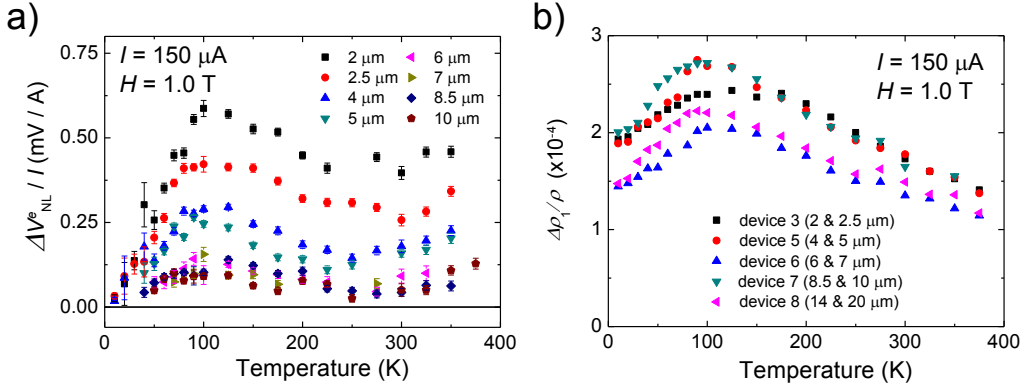 a)
I = 150 μA
H = 1.0 T
2 μm
2.5 μm
4 μm
5 μm
6 μm
7 μm
8.5 μm
10 μm
0.75
0.50
0.25
0.00
ΔV^e_NL / I (mV / A)
0 100 200 300 400
Temperature (K)
b)
I = 150 μA
H = 1.0 T
3
2
1
0
Δρ₁/ρ (x10⁻⁴)
device 3 (2 & 2.5 μm)
device 5 (4 & 5 μm)
device 6 (6 & 7 μm)
device 7 (8.5 & 10 μm)
device 8 (14 & 20 μm)
0 100 200 300 400
Temperature (K)